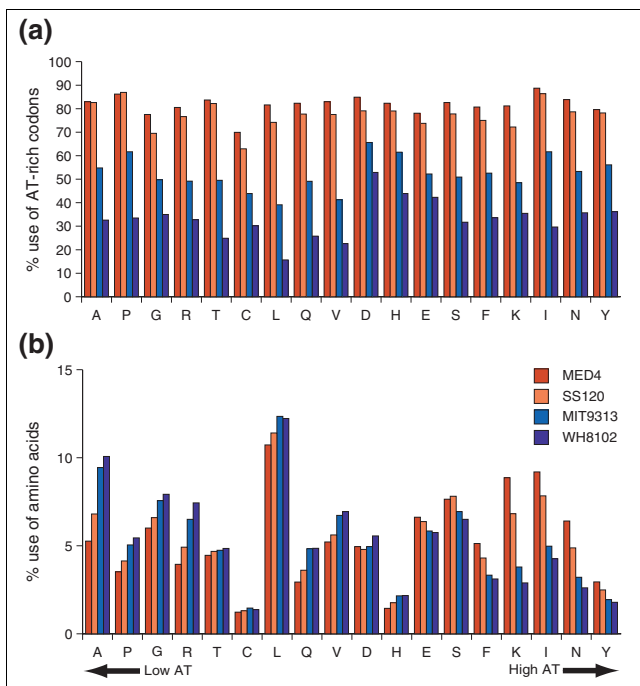 (a)
% use of AT-rich codons
100
90
80
70
60
50
40
30
20
10
0
A P G R T C L Q V D H E S F K I N Y
(b)
% use of amino acids
15
10
5
0
MED4
SS120
MIT9313
WH8102
A P G R T C L Q V D H E S F K I N Y
Low AT High AT